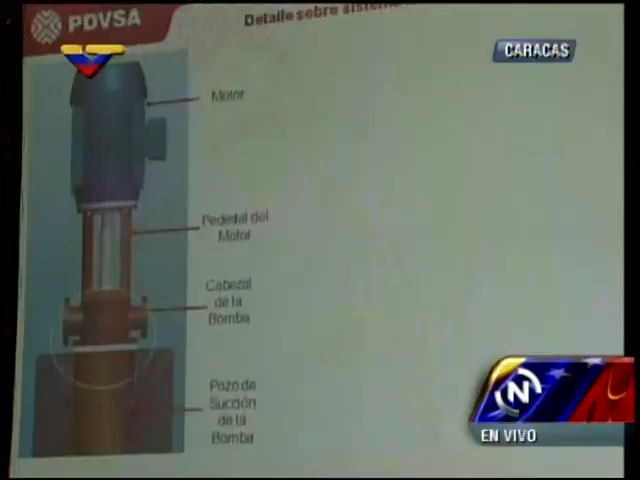 PDVSA
Detalle sobre sistema
CARACAS
Motor
Pedestal del
Motor
Cabezal
de la
Bomba
Pozo de
Succión
de la
Bomba
N
EN VIVO